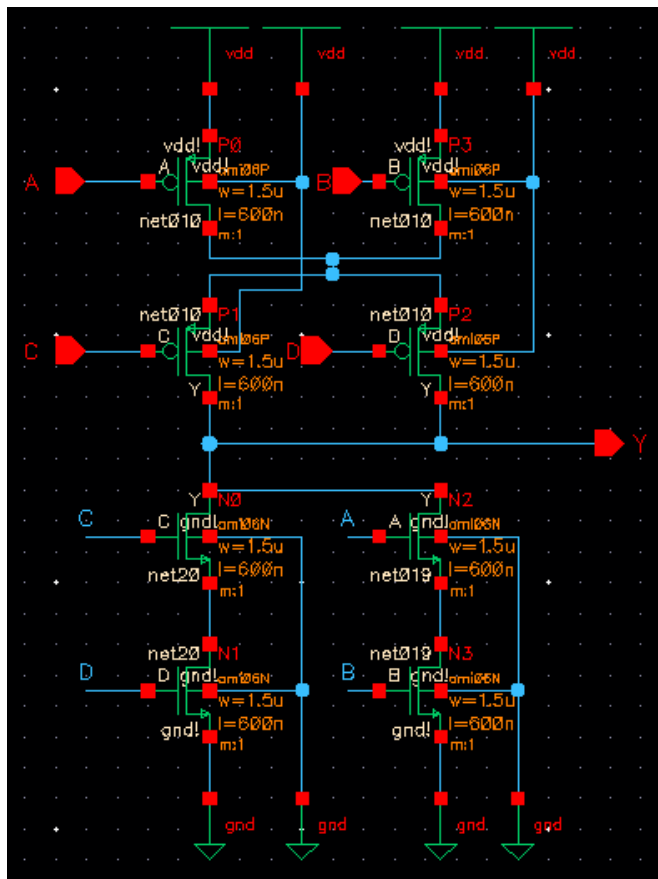 vdd vdd vdd vdd
vdd! P0 vdd! P3
A vdd! ami06P B vdd! ami06P
A w=1.5u B w=1.5u
net010 l=600n net010 l=600n
m:1 m:1
net010 P1 net010 P2
C vdd! ami06P D vdd! ami06P
C w=1.5u D w=1.5u
Y l=600n Y l=600n
m:1 m:1
Y
Y N0 Y N2
C C gnd! ami06N A A gnd! ami06N
w=1.5u w=1.5u
net20 l=600n net019 l=600n
m:1 m:1
net20 N1 net019 N3
D D gnd! ami06N B B gnd! ami06N
w=1.5u w=1.5u
gnd! l=600n gnd! l=600n
m:1 m:1
gnd gnd gnd gnd